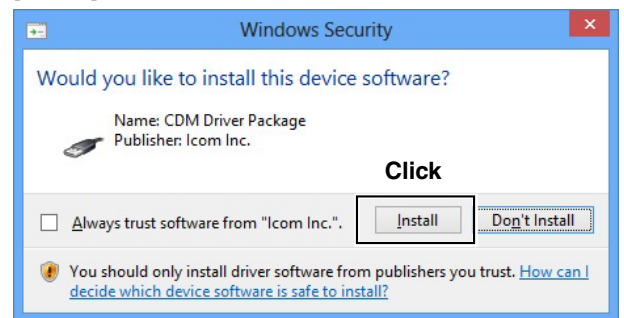 Windows Security
Would you like to install this device software?
Name: CDM Driver Package
Publisher: Icom Inc.
Click
Always trust software from "Icom Inc.".
Install
Don't Install
You should only install driver software from publishers you trust. How can I
decide which device software is safe to install?